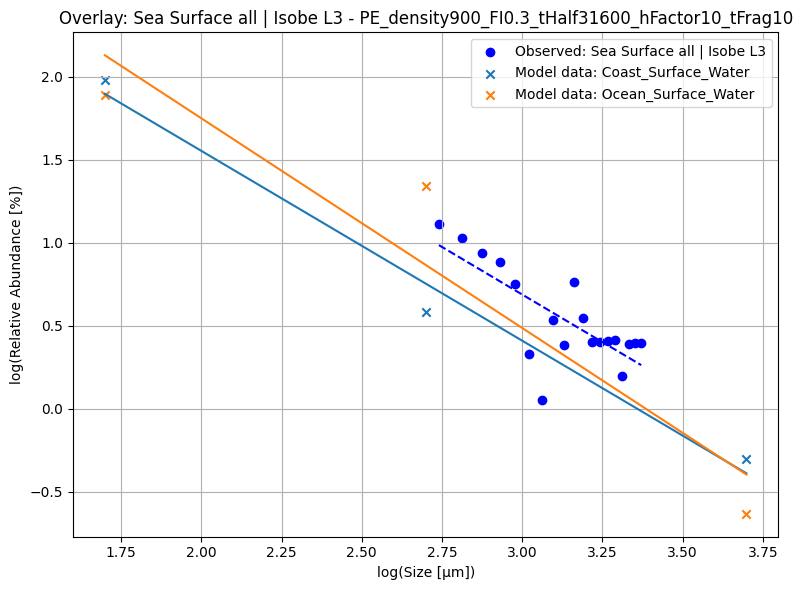 Overlay: Sea Surface all | Isobe L3 - PE_density900_FI0.3_tHalf31600_hFactor10_tFrag10
Observed: Sea Surface all | Isobe L3
Model data: Coast_Surface_Water
Model data: Ocean_Surface_Water
log(Relative Abundance [%])
2.0
1.5
1.0
0.5
0.0
−0.5
1.75
2.00
2.25
2.50
2.75
3.00
3.25
3.50
3.75
log(Size [µm])